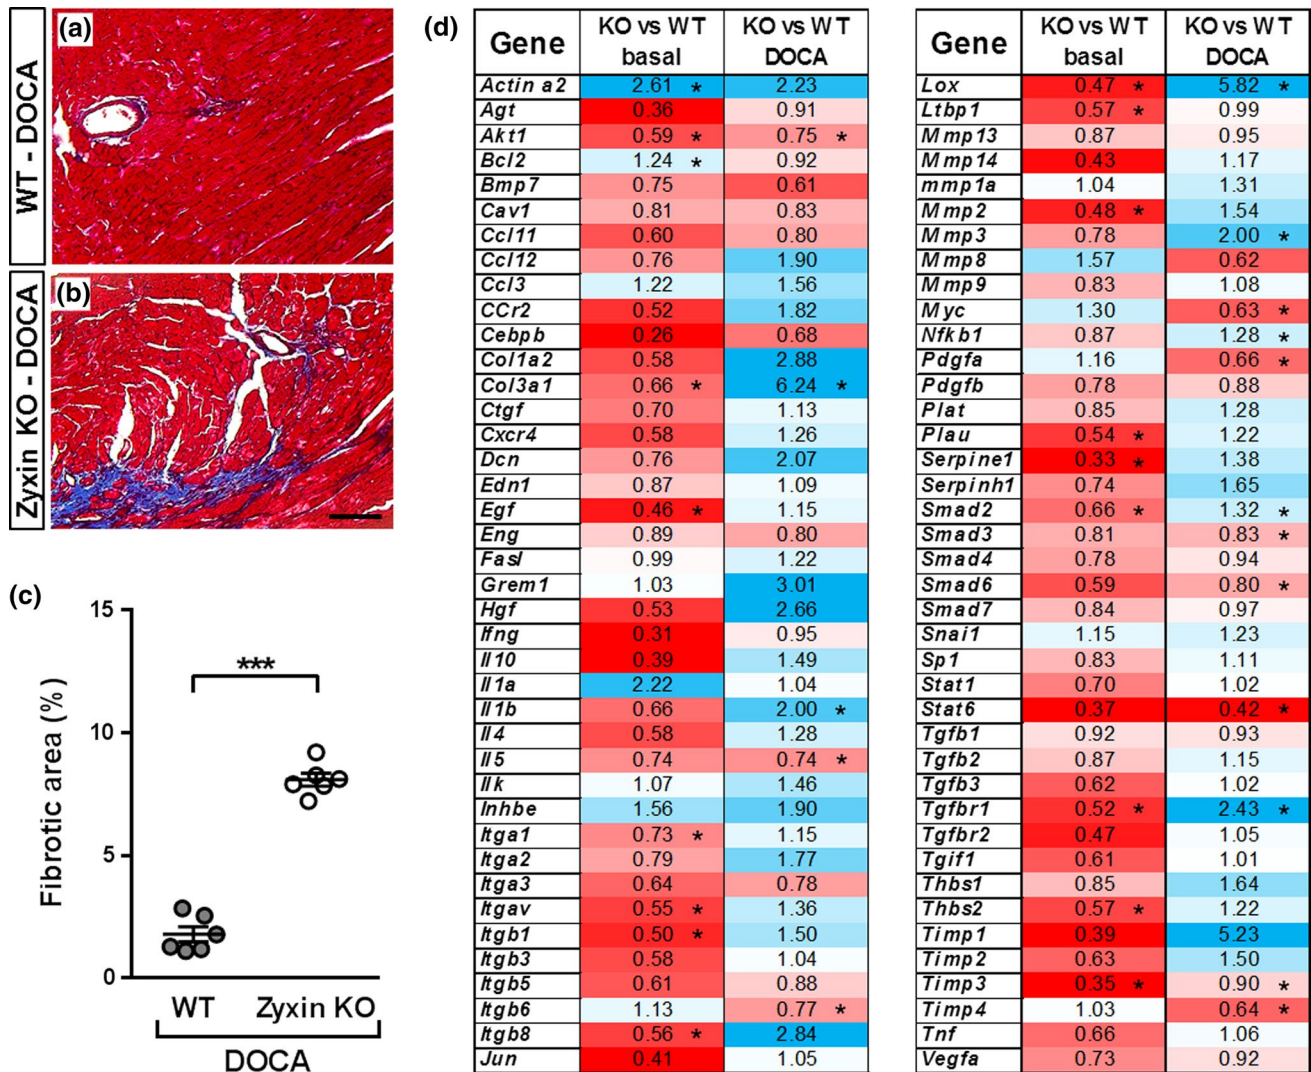 (a)
WT - DOCA
(b)
Zyxin KO - DOCA
(c)
Fibrotic area (%)
15
10
5
0
***
WT Zyxin KO
DOCA
(d)
Gene KO vs WT basal KO vs WT DOCA
Actin a2 2.61 * 2.23
Agt 0.36 0.91
Akt1 0.59 * 0.75 *
Bcl2 1.24 * 0.92
Bmp7 0.75 0.61
Cav1 0.81 0.83
Ccl11 0.60 0.80
Ccl12 0.76 1.90
Ccl3 1.22 1.56
CCr2 0.52 1.82
Cebpb 0.26 0.68
Col1a2 0.58 2.88
Col3a1 0.66 * 6.24 *
Ctgf 0.70 1.13
Cxcr4 0.58 1.26
Dcn 0.76 2.07
Edn1 0.87 1.09
Egf 0.46 * 1.15
Eng 0.89 0.80
Fasl 0.99 1.22
Grem1 1.03 3.01
Hgf 0.53 2.66
Ifng 0.31 0.95
Il10 0.39 1.49
Il1a 2.22 1.04
Il1b 0.66 2.00 *
Il4 0.58 1.28
Il5 0.74 0.74 *
Ilk 1.07 1.46
Inhbe 1.56 1.90
Itga1 0.73 * 1.15
Itga2 0.79 1.77
Itga3 0.64 0.78
Itgav 0.55 * 1.36
Itgb1 0.50 * 1.50
Itgb3 0.58 1.04
Itgb5 0.61 0.88
Itgb6 1.13 0.77 *
Itgb8 0.56 * 2.84
Jun 0.41 1.05
Gene KO vs WT basal KO vs WT DOCA
Lox 0.47 * 5.82 *
Ltbp1 0.57 * 0.99
Mmp13 0.87 0.95
Mmp14 0.43 1.17
mmp1a 1.04 1.31
Mmp2 0.48 * 1.54
Mmp3 0.78 2.00 *
Mmp8 1.57 0.62
Mmp9 0.83 1.08
Myc 1.30 0.63 *
Nfkb1 0.87 1.28 *
Pdgfa 1.16 0.66 *
Pdgfb 0.78 0.88
Plat 0.85 1.28
Plau 0.54 * 1.22
Serpine1 0.33 * 1.38
Serpinh1 0.74 1.65
Smad2 0.66 * 1.32 *
Smad3 0.81 0.83 *
Smad4 0.78 0.94
Smad6 0.59 0.80 *
Smad7 0.84 0.97
Snai1 1.15 1.23
Sp1 0.83 1.11
Stat1 0.70 1.02
Stat6 0.37 0.42 *
Tgfb1 0.92 0.93
Tgfb2 0.87 1.15
Tgfb3 0.62 1.02
Tgfbr1 0.52 * 2.43 *
Tgfbr2 0.47 1.05
Tgif1 0.61 1.01
Thbs1 0.85 1.64
Thbs2 0.57 * 1.22
Timp1 0.39 5.23
Timp2 0.63 1.50
Timp3 0.35 * 0.90 *
Timp4 1.03 0.64 *
Tnf 0.66 1.06
Vegfa 0.73 0.92